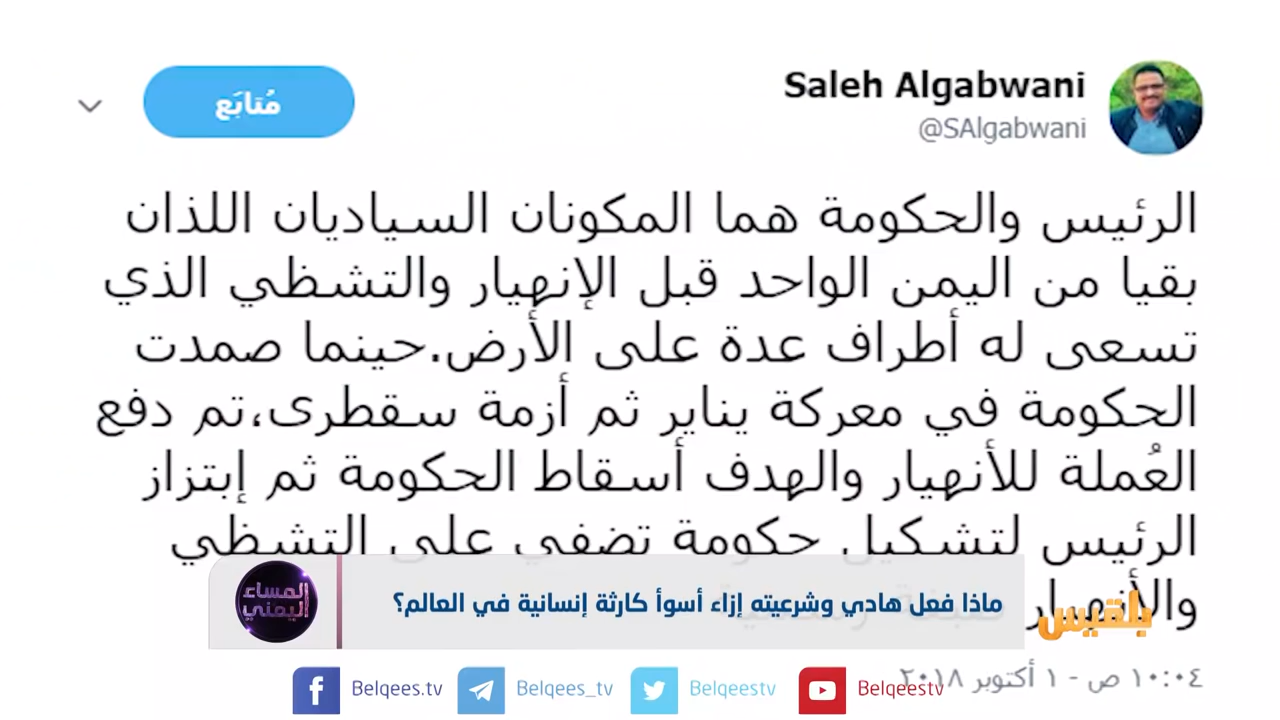 Saleh Algabwani
@SAlgabwani
مُتابَع
الرئيس والحكومة هما المكونان السياديان اللذان
بقيا من اليمن الواحد قبل الإنهيار والتشظي الذي
تسعى له أطراف عدة على الأرض.حينما صمدت
الحكومة في معركة يناير ثم أزمة سقطرى،تم دفع
العُملة للأنهيار والهدف أسقاط الحكومة ثم إبتزاز
الرئيس لتشكيل حكومة تضفي على التشظي
والأنهيار
المساء اليمني
ماذا فعل هادي وشرعيته إزاء أسوأ كارثة إنسانية في العالم؟
بلقيس
١٠:٠٤ ص - ١ أكتوبر ٢٠١٨
Belqees.tv
Belqees_tv
Belqeestv
Belqeestv